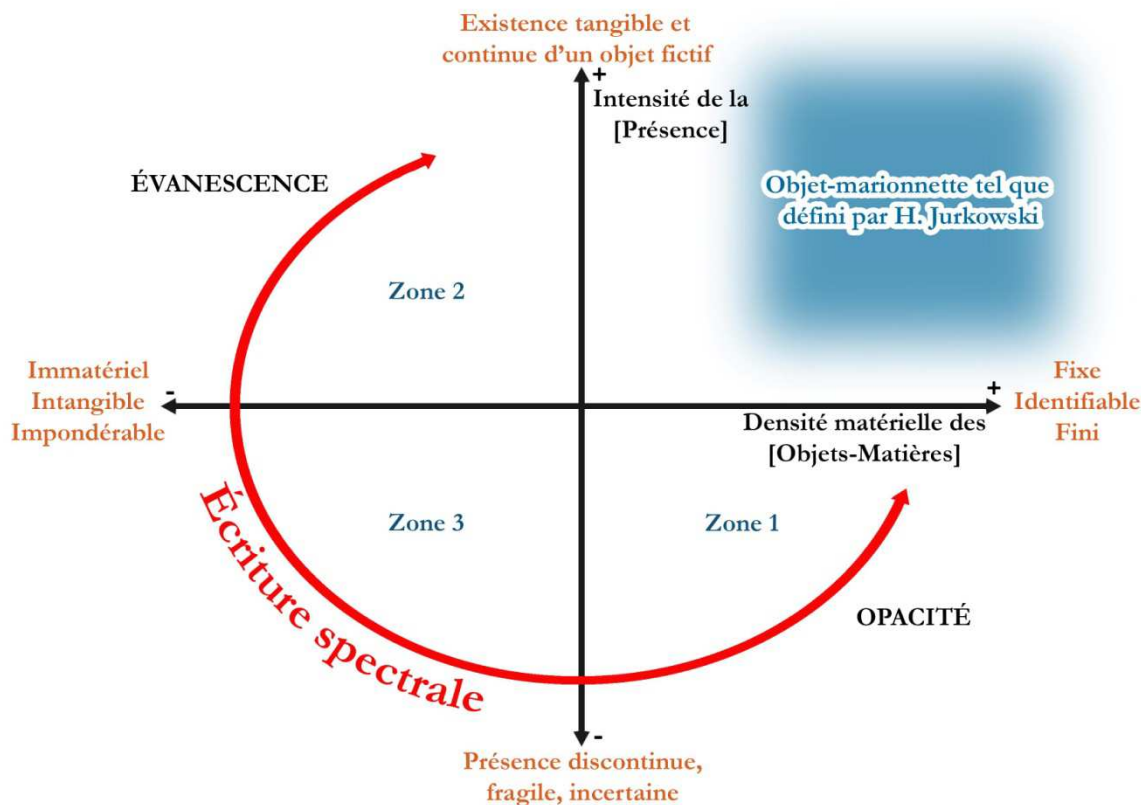 Existence tangible et
continue d'un objet fictif
+
Intensité de la
[Présence]
ÉVANESCENCE
Objet-marionnette tel que
défini par H. Jurkowski
Zone 2
Immatériel
Intangible
Impondérable
-
+
Fixe
Identifiable
Fini
Densité matérielle des
[Objets-Matières]
Zone 3
Zone 1
Écriture spectrale
OPACITÉ
-
Présence discontinue,
fragile, incertaine